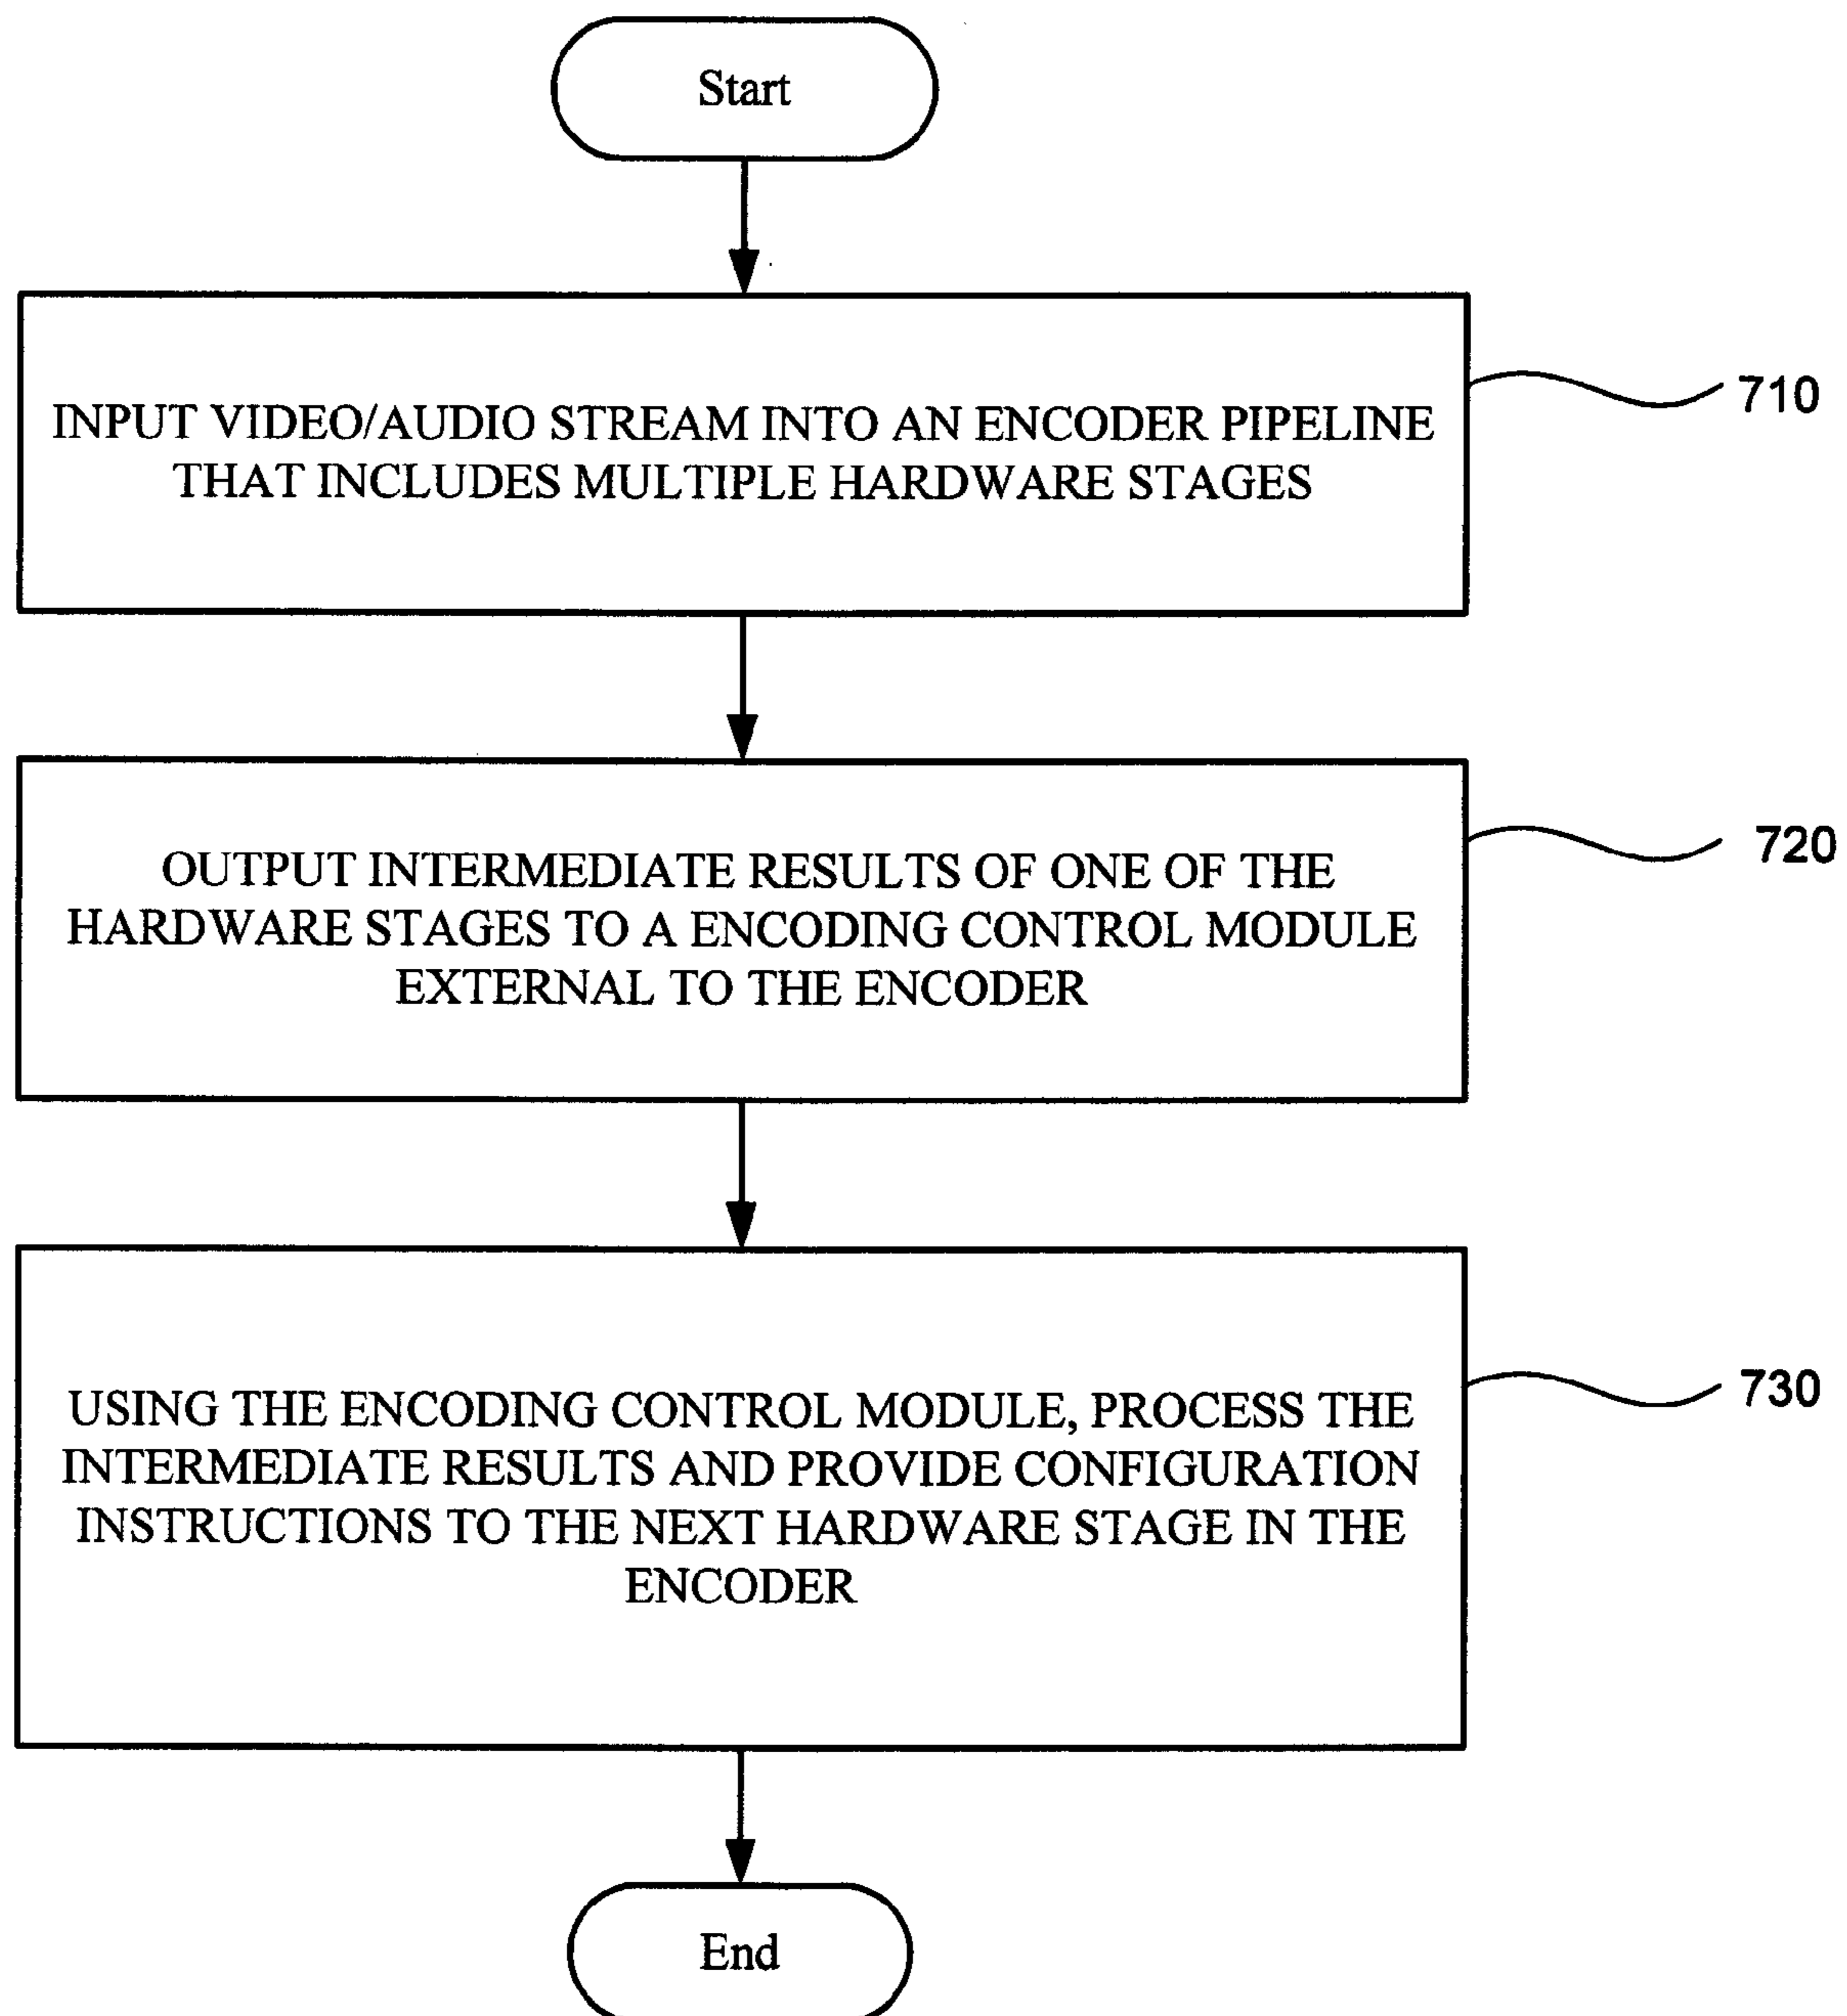 Start
INPUT VIDEO/AUDIO STREAM INTO AN ENCODER PIPELINE
THAT INCLUDES MULTIPLE HARDWARE STAGES
710
OUTPUT INTERMEDIATE RESULTS OF ONE OF THE
HARDWARE STAGES TO A ENCODING CONTROL MODULE
EXTERNAL TO THE ENCODER
720
USING THE ENCODING CONTROL MODULE, PROCESS THE
INTERMEDIATE RESULTS AND PROVIDE CONFIGURATION
INSTRUCTIONS TO THE NEXT HARDWARE STAGE IN THE
ENCODER
730
End